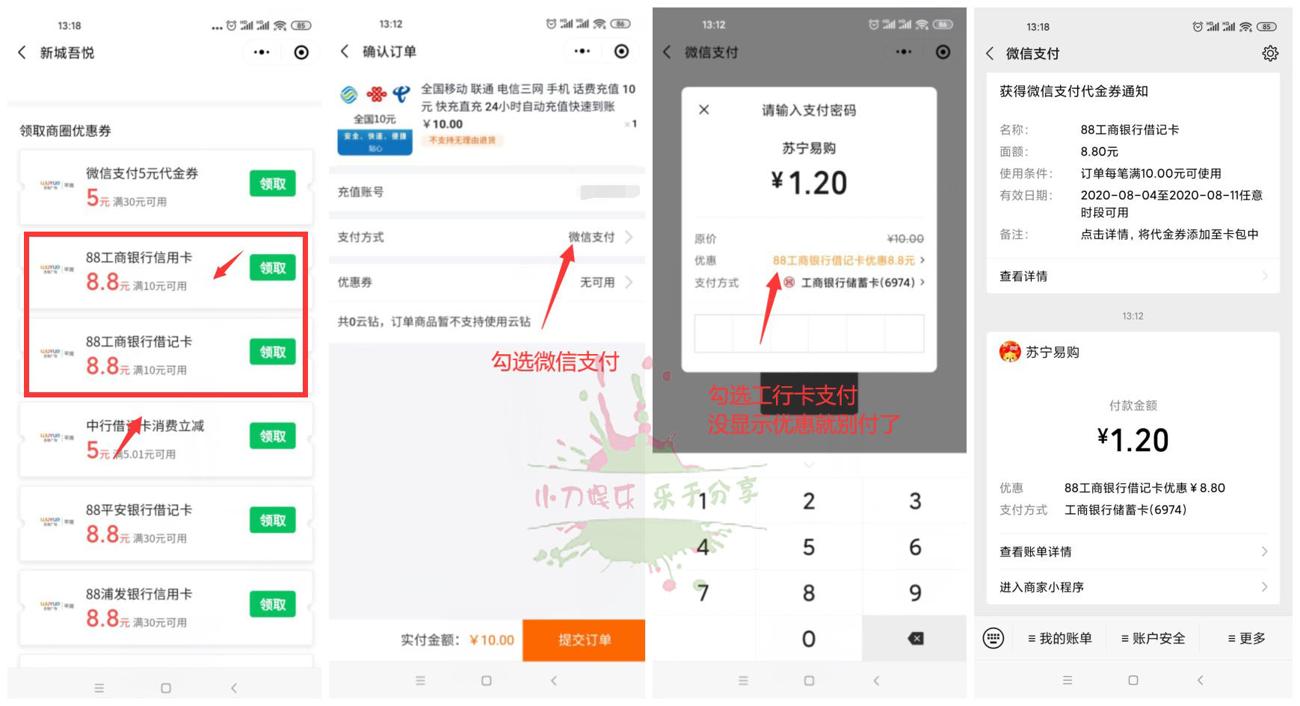 13:18
85
新城吾悦
领取商圈优惠券
微信支付5元代金券
5元 满30元可用
领取
88工商银行信用卡
8.8元 满10元可用
领取
88工商银行借记卡
8.8元 满10元可用
领取
中行借记卡消费立减
5元 满5.01元可用
领取
88平安银行借记卡
8.8元 满30元可用
领取
88浦发银行信用卡
8.8元 满30元可用
领取
13:12
86
确认订单
全国移动 联通 电信三网 手机 话费充值 10
元 快充直充 24小时自动充值快速到账
¥10.00
×1
不支持无理由退货
全国10元
安全、快速、便捷
贴心
充值账号
支付方式
微信支付
优惠券
无可用
共0云钻，订单商品暂不支持使用云钻
勾选微信支付
实付金额：¥10.00
提交订单
13:12
86
微信支付
请输入支付密码
苏宁易购
¥1.20
原价
¥10.00
优惠
88工商银行借记卡优惠8.8元
支付方式
工商银行储蓄卡(6974)
勾选工行卡支付
没显示优惠就别付了
小刀娱乐 乐于分享
1
2
3
4
5
6
7
8
9
0
13:18
85
微信支付
获得微信支付代金券通知
名称：
88工商银行借记卡
面额：
8.80元
使用条件：
订单每笔满10.00元可使用
有效日期：
2020-08-04至2020-08-11任意
时段可用
备注：
点击详情，将代金券添加至卡包中
查看详情
13:12
苏宁易购
付款金额
¥1.20
优惠
88工商银行借记卡优惠¥8.80
支付方式
工商银行储蓄卡(6974)
查看账单详情
进入商家小程序
我的账单
账户安全
更多